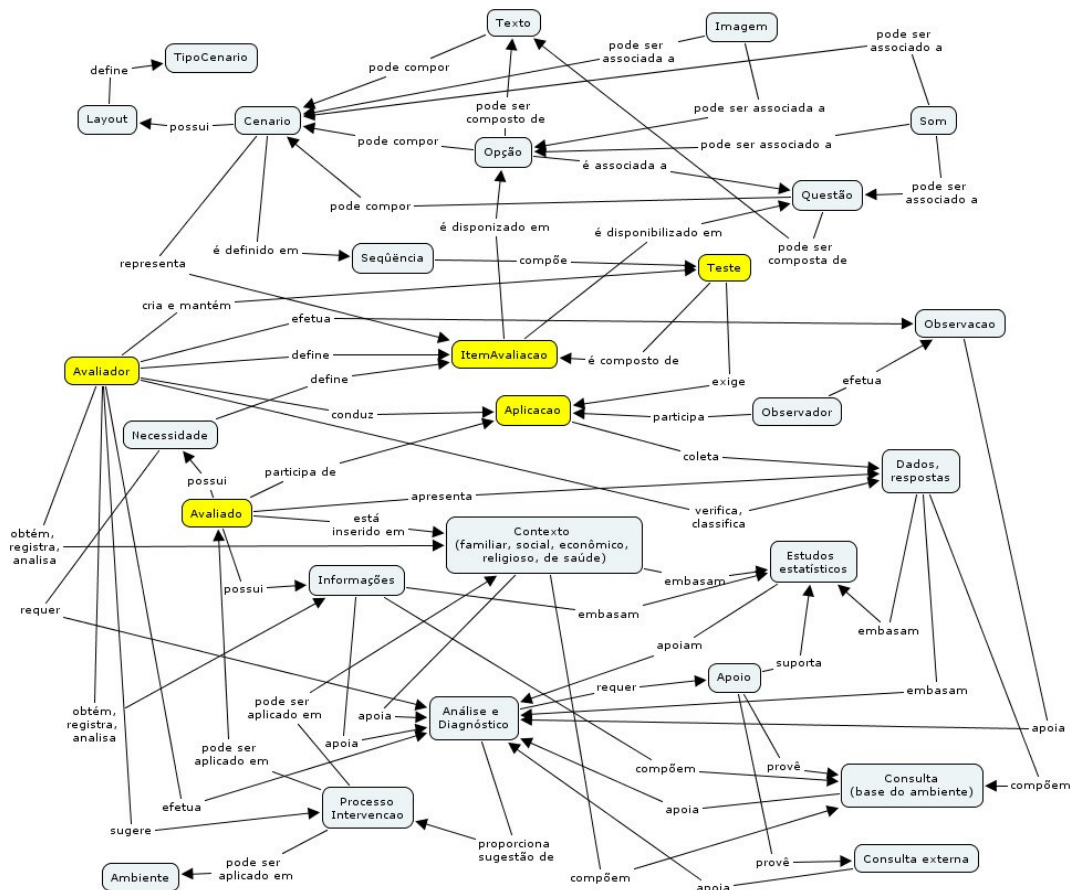 Texto
Imagem
pode ser
associado a
TipoCenario
pode ser
associada a
define
pode compor
Layout
possui
Cenario
pode ser
composto de
pode ser associada a
Som
pode compor
Opção
pode ser associado a
é associada a
Questão
pode ser
associado a
pode compor
é disponizado em
é disponibilizado em
é definido em
pode ser
composta de
Seqüência
compõe
Teste
representa
cria e mantém
efetua
Observacao
Avaliador
define
ItemAvaliacao
é composto de
define
exige
efetua
conduz
Aplicacao
participa
Observador
Necessidade
coleta
possui
participa de
Dados,
respostas
apresenta
Avaliado
verifica,
classifica
está
inserido em
obtém,
registra,
analisa
Contexto
(familiar, social, econômico,
religioso, de saúde)
Estudos
estatísticos
possui
Informações
embasam
requer
embasam
embasam
apoiam
suporta
requer
Apoio
embasam
obtém,
registra,
analisa
pode ser
aplicado em
apoia
Análise e
Diagnóstico
apoia
apoia
pode ser
aplicado em
provê
compõem
Consulta
(base do ambiente)
compõem
efetua
Processo
Intervencao
apoia
sugere
proporciona
sugestão de
pode ser
aplicado em
Ambiente
compõem
provê
Consulta externa
apoia